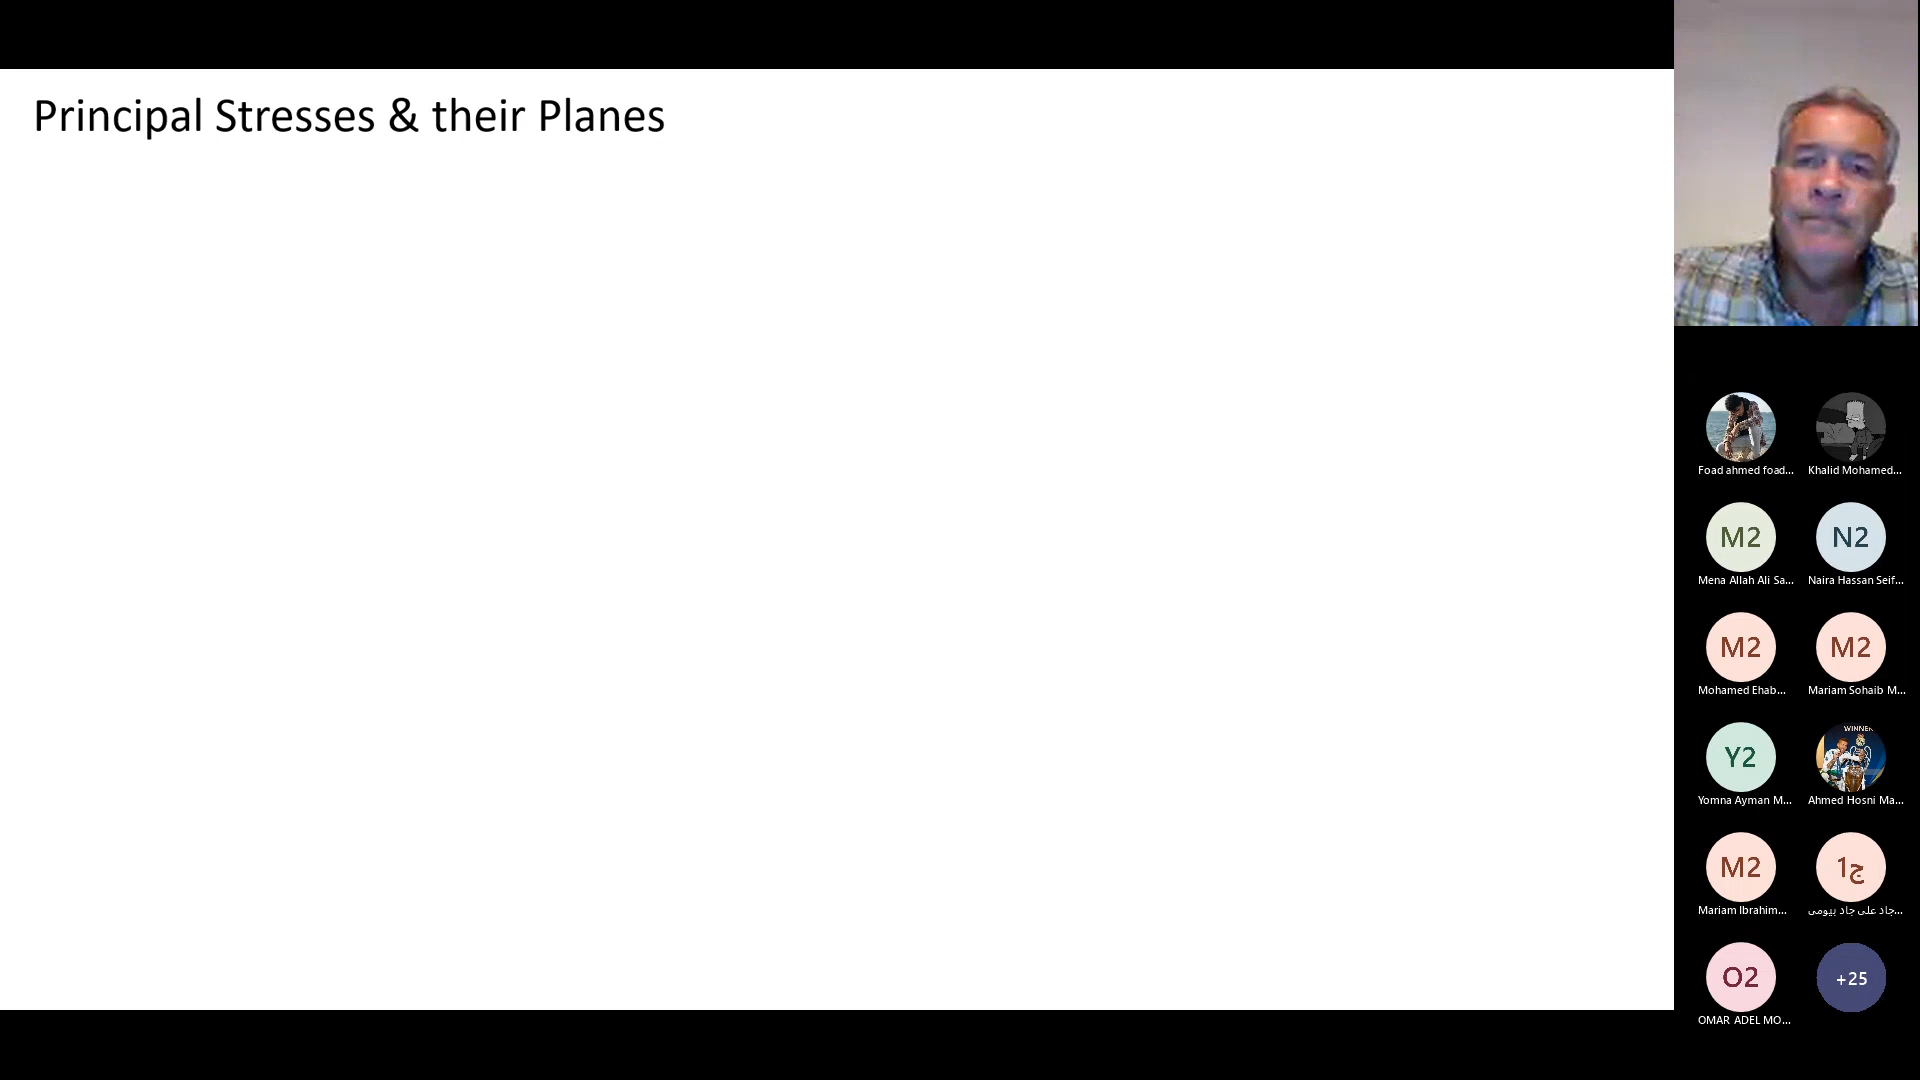 Principal Stresses & their Planes
Foad ahmed foad...
Khalid Mohamed...
M2
N2
Mena Allah Ali Sa...
Naira Hassan Seif...
M2
M2
Mohamed Ehab...
Mariam Sohaib M...
Y2
WINNER
Yomna Ayman M...
Ahmed Hosni Ma...
M2
ج1
Mariam Ibrahim...
جاد على جاد بيومى...
O2
+25
OMAR ADEL MO...